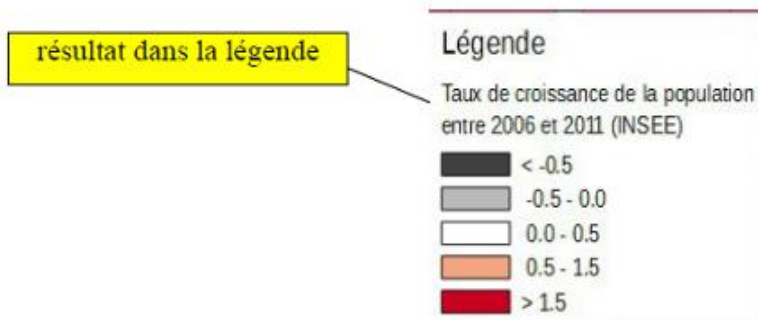 résultat dans la légende
Légende
Taux de croissance de la population
entre 2006 et 2011 (INSEE)
< -0.5
-0.5 - 0.0
0.0 - 0.5
0.5 - 1.5
> 1.5